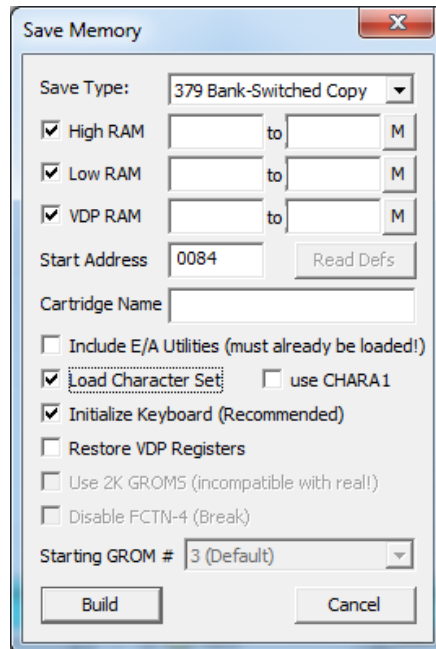 Save Memory
Save Type: 379 Bank-Switched Copy
High RAM to M
Low RAM to M
VDP RAM to M
Start Address 0084 Read Defs
Cartridge Name
Include E/A Utilities (must already be loaded!)
Load Character Set use CHARA1
Initialize Keyboard (Recommended)
Restore VDP Registers
Use 2K GROMS (incompatible with real!)
Disable FCTN-4 (Break)
Starting GROM # 3 (Default)
Build Cancel